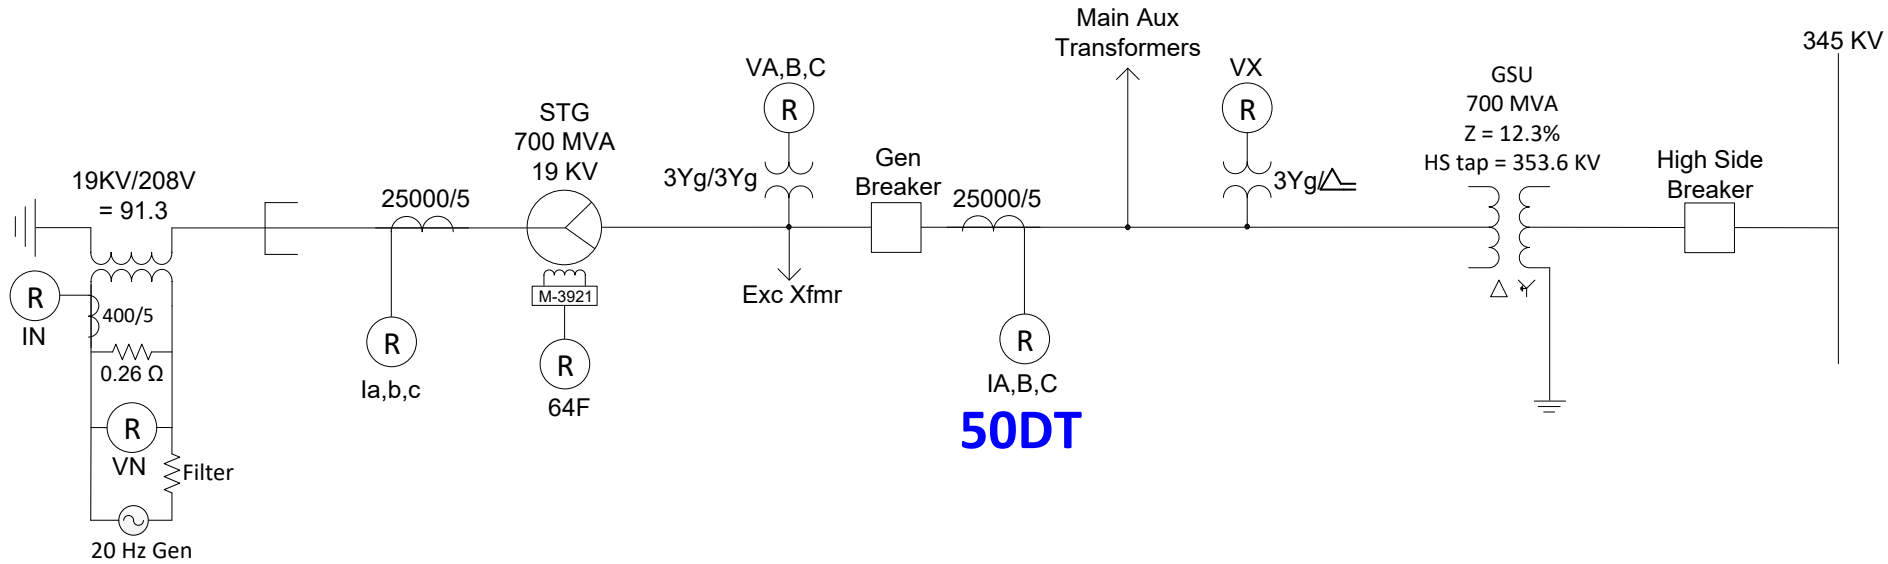 19KV/208V
= 91.3
R
IN
400/5
0.26 Ω
R
VN
Filter
20 Hz Gen
25000/5
R
Ia,b,c
STG
700 MVA
19 KV
M-3921
R
64F
VA,B,C
R
3Yg/3Yg
Exc Xfmr
Gen
Breaker
25000/5
R
IA,B,C
50DT
Main Aux
Transformers
VX
R
3Yg/
GSU
700 MVA
Z = 12.3%
HS tap = 353.6 KV
High Side
Breaker
345 KV